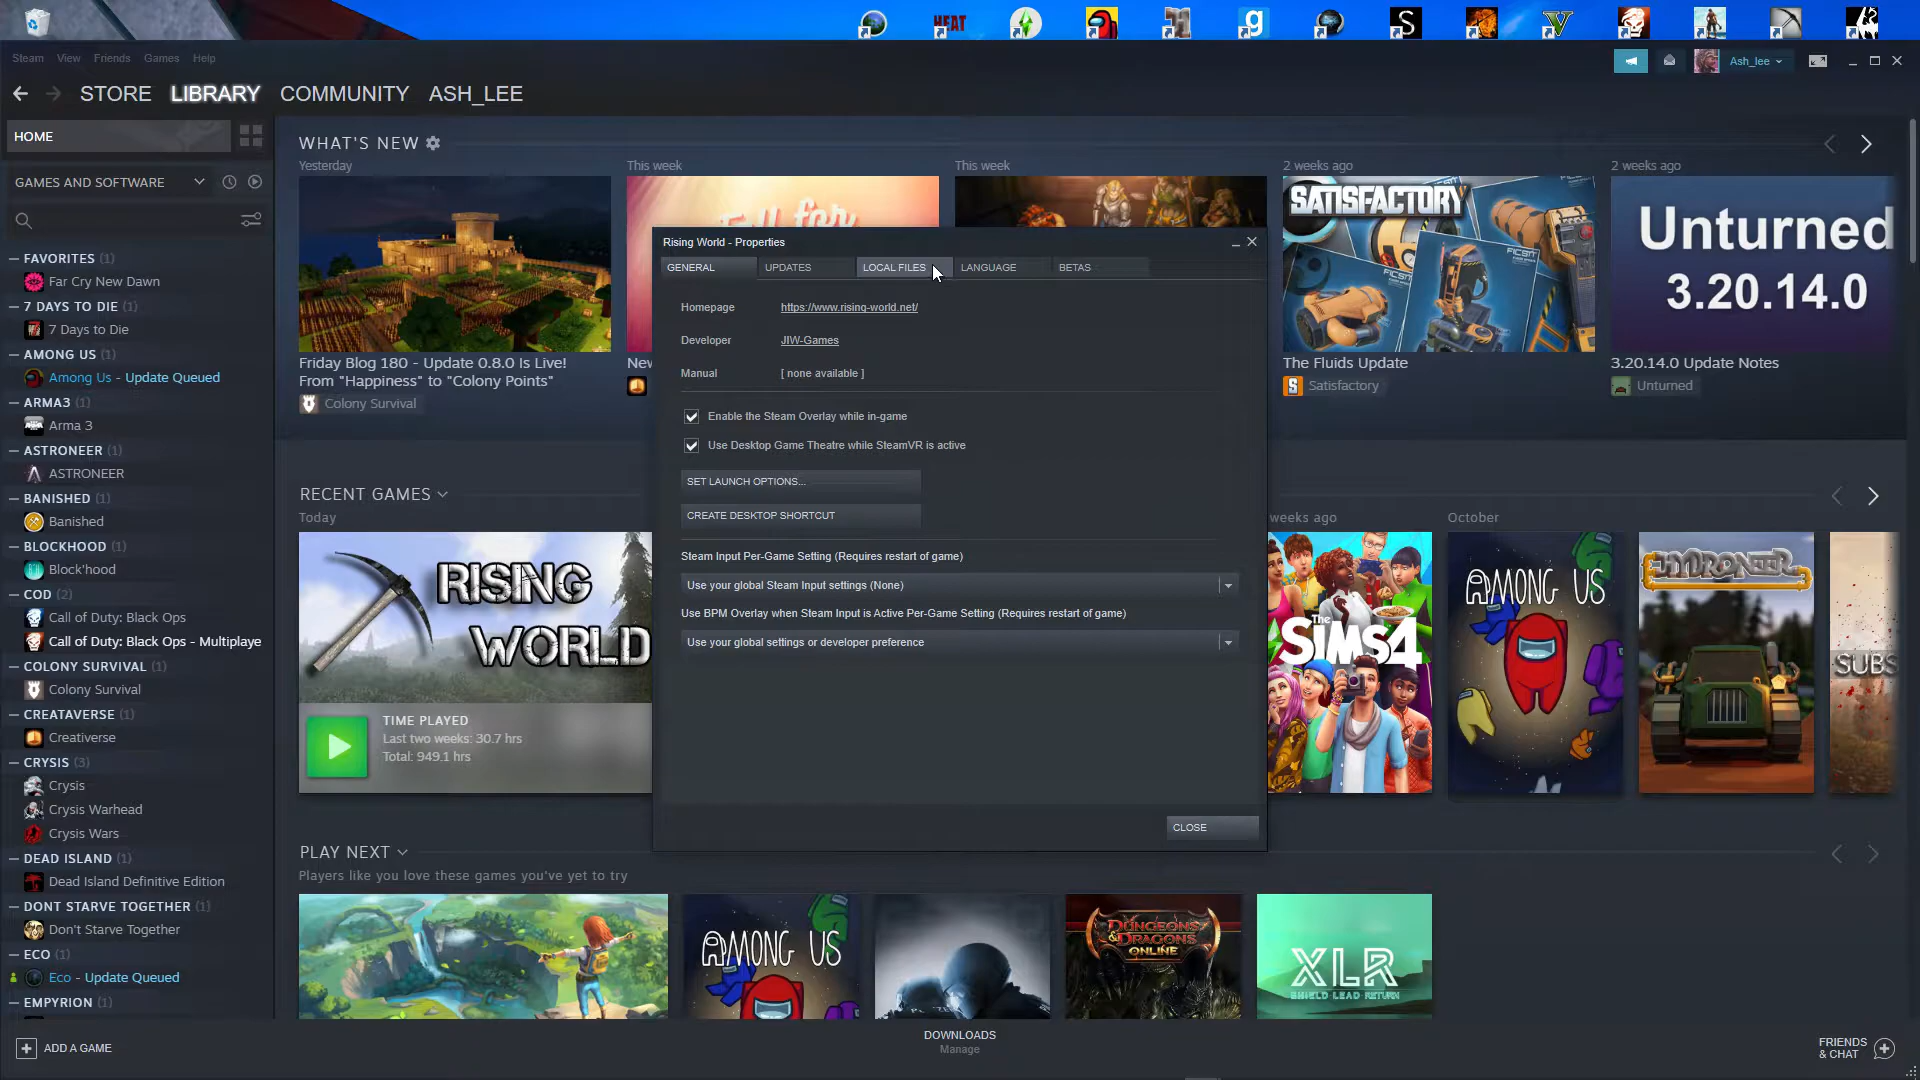 HEAT
Steam View Friends Games Help
Ash_lee
STORE LIBRARY COMMUNITY ASH_LEE
HOME
GAMES AND SOFTWARE
FAVORITES (1)
Far Cry New Dawn
7 DAYS TO DIE (1)
7 Days to Die
AMONG US (1)
Among Us - Update Queued
ARMA3 (1)
Arma 3
ASTRONEER (1)
ASTRONEER
BANISHED (1)
Banished
BLOCKHOOD (1)
Block'hood
COD (2)
Call of Duty: Black Ops
Call of Duty: Black Ops - Multiplaye
COLONY SURVIVAL (1)
Colony Survival
CREATAVERSE (1)
Creativerse
CRYSIS (3)
Crysis
Crysis Warhead
Crysis Wars
DEAD ISLAND (1)
Dead Island Definitive Edition
DONT STARVE TOGETHER (1)
Don't Starve Together
ECO (1)
Eco - Update Queued
EMPYRION (1)
ADD A GAME
WHAT'S NEW
Yesterday
This week
This week
2 weeks ago
2 weeks ago
SATISFACTORY
FICSIT
Unturned
3.20.14.0
Friday Blog 180 - Update 0.8.0 Is Live!
From "Happiness" to "Colony Points"
Colony Survival
New
The Fluids Update
Satisfactory
3.20.14.0 Update Notes
Unturned
Rising World - Properties
GENERAL UPDATES LOCAL FILES LANGUAGE BETAS
Homepage https://www.rising-world.net/
Developer JIW-Games
Manual [ none available ]
Enable the Steam Overlay while in-game
Use Desktop Game Theatre while SteamVR is active
SET LAUNCH OPTIONS...
CREATE DESKTOP SHORTCUT
Steam Input Per-Game Setting (Requires restart of game)
Use your global Steam Input settings (None)
Use BPM Overlay when Steam Input is Active Per-Game Setting (Requires restart of game)
Use your global settings or developer preference
CLOSE
RECENT GAMES
Today
weeks ago
October
RISING
WORLD
TIME PLAYED
Last two weeks: 30.7 hrs
Total: 949.1 hrs
The SIMS4
AMONG US
HYDRONEER
SUBS
PLAY NEXT
Players like you love these games you've yet to try
AMONG US
DUNGEONS
& DRAGONS
ONLINE
XLR
SHIELD LEAD RETURN
DOWNLOADS
Manage
FRIENDS
& CHAT